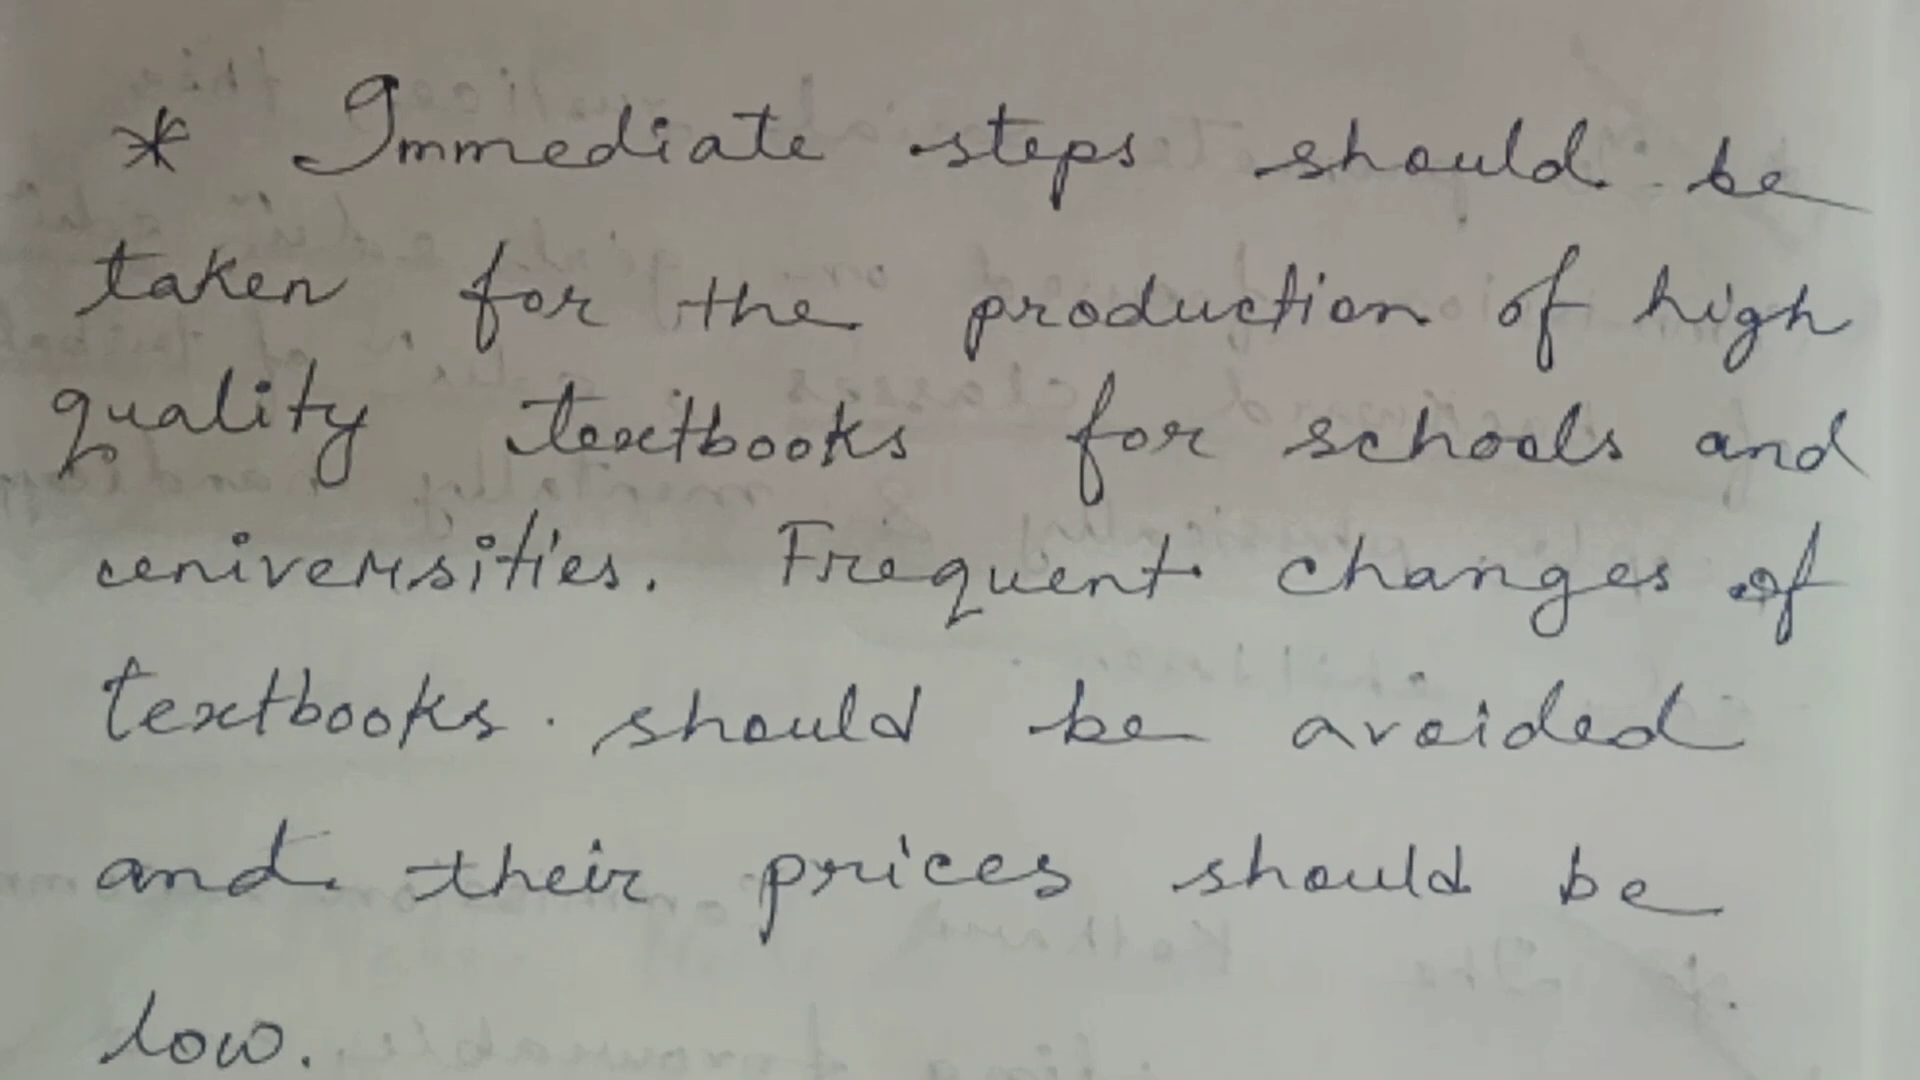 * Immediate steps should be
taken for the production of high
quality textbooks for schools and
universities. Frequent changes of
textbooks should be avoided
and their prices should be
low.